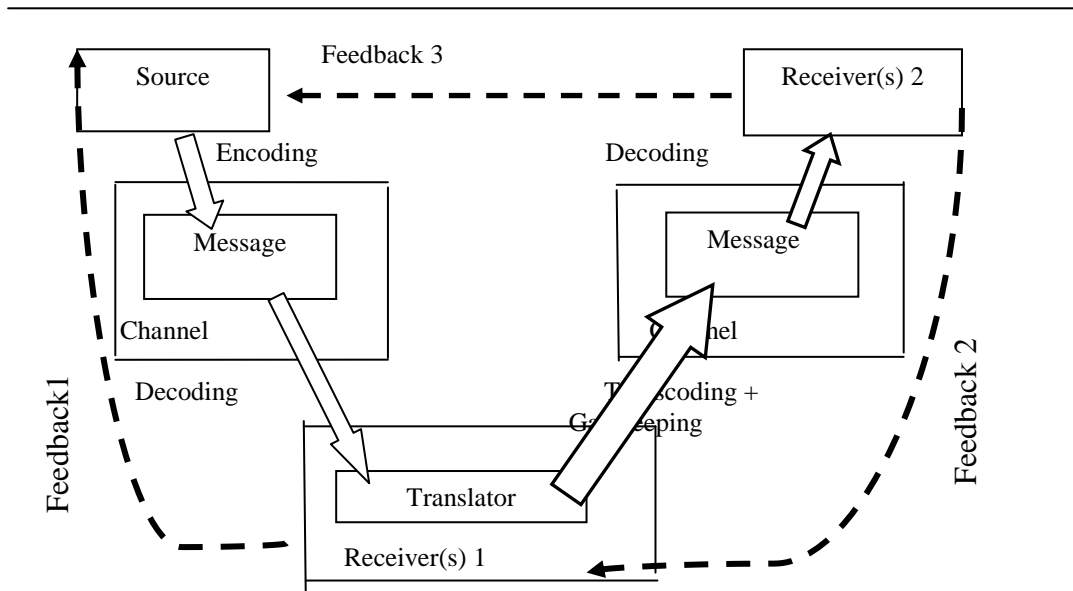 Feedback 3
Source
Receiver(s) 2
Encoding
Decoding
Message
Message
Channel
Decoding
+
Feedback1
Feedback 2
Translator
Receiver(s) 1